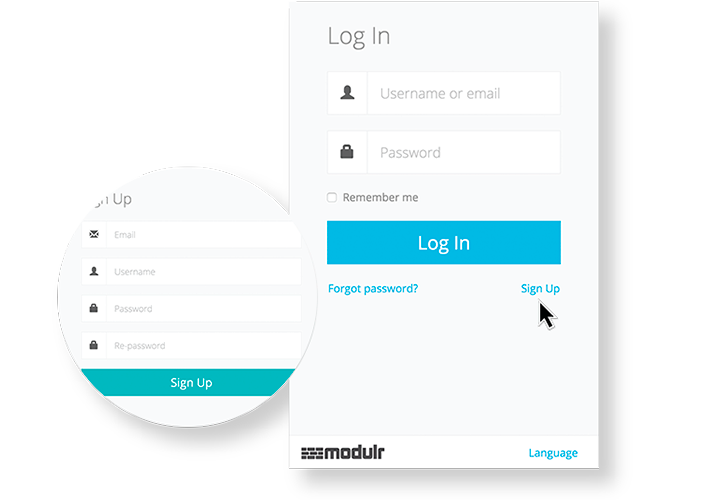 Log In
Username or email
Password
Remember me
Log In
Forgot password?
Sign Up
modulr
Language
gn Up
Email
Username
Password
Re-password
Sign Up